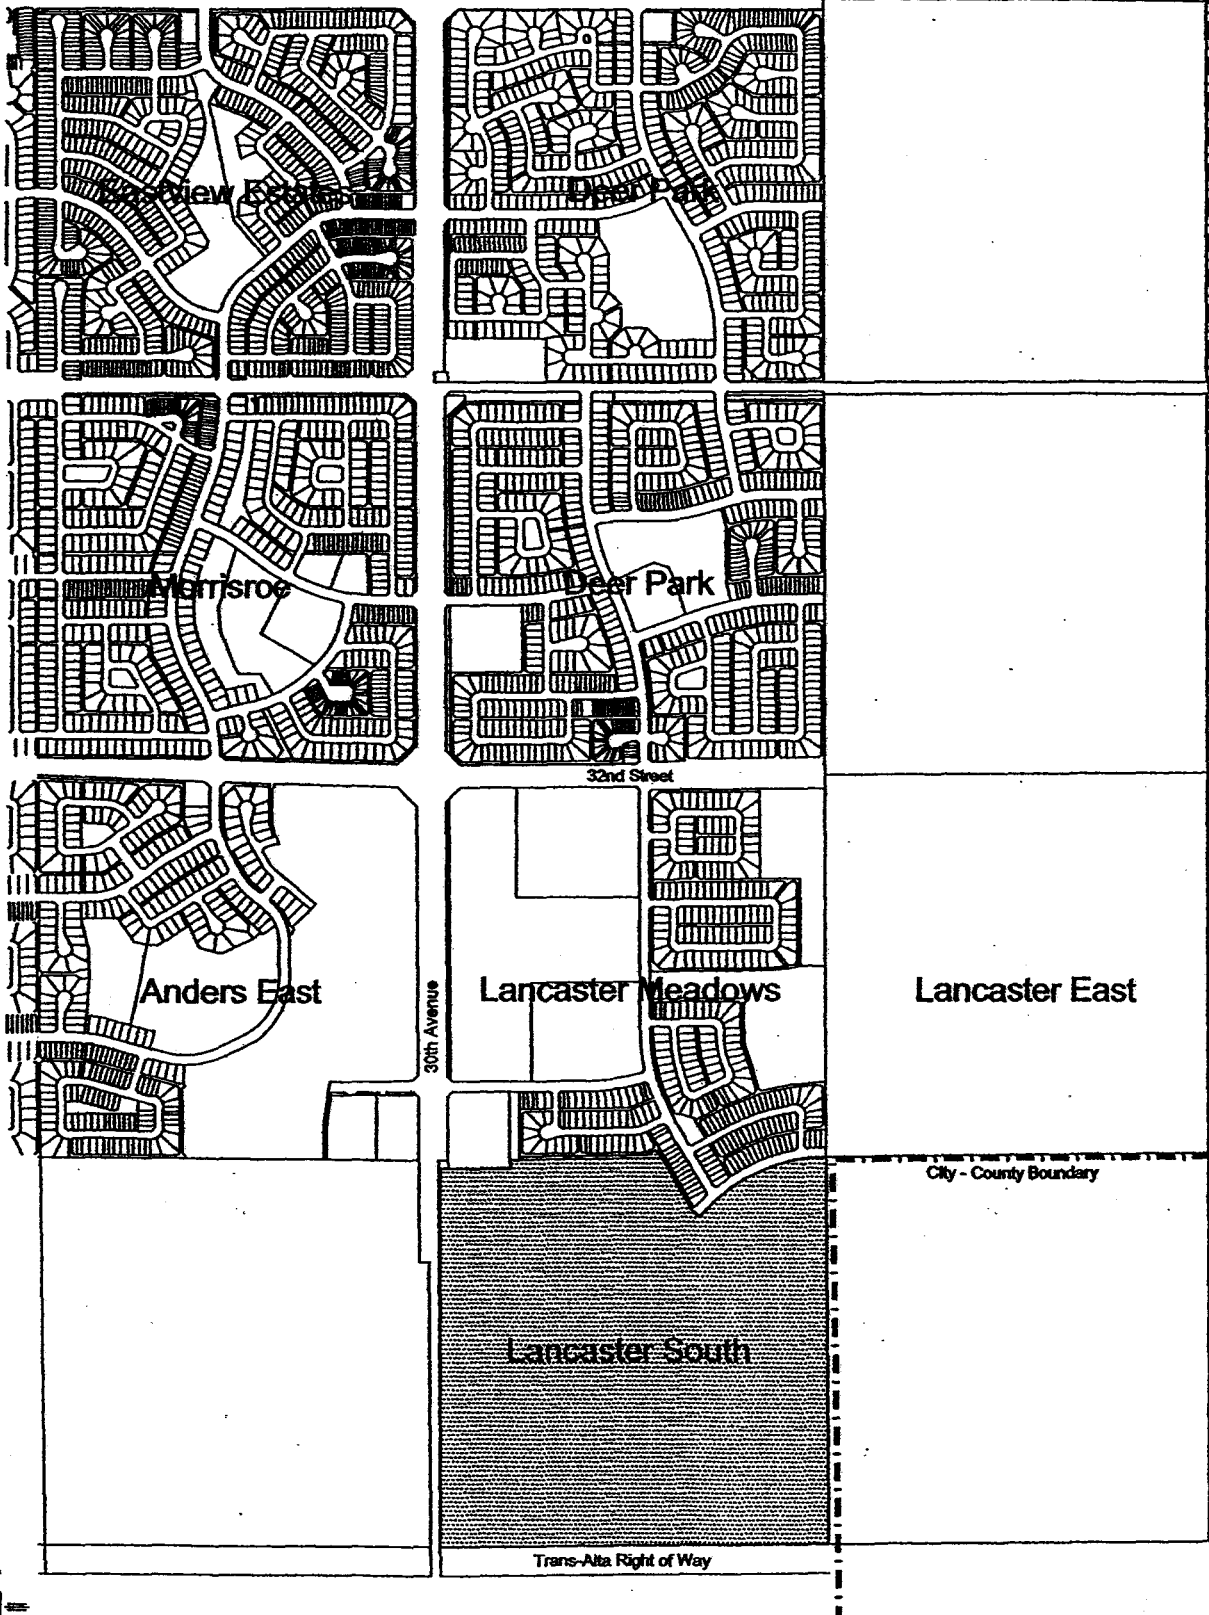 Eastview Estates
Deer Park
Morrisroe
Deer Park
32nd Street
Anders East
30th Avenue
Lancaster Meadows
Lancaster East
City - County Boundary
Lancaster South
Trans-Alta Right of Way